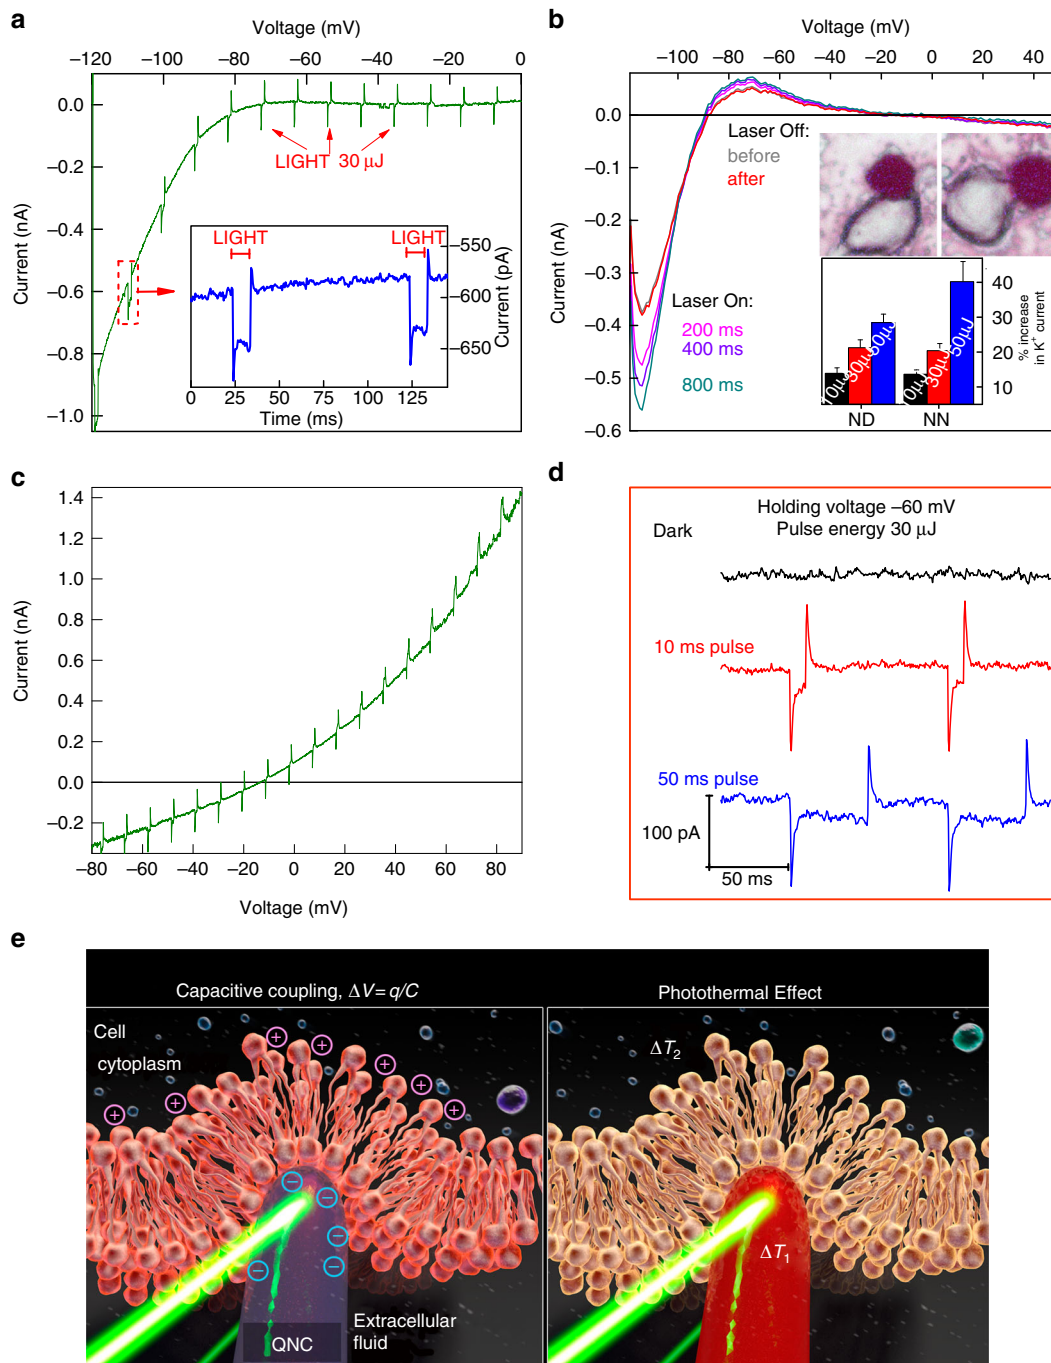 a
Voltage (mV)
−120 −100 −80 −60 −40 −20 0
0.0
−0.2
−0.4
−0.6
−0.8
−1.0
Current (nA)
LIGHT 30 µJ
LIGHT LIGHT
−550
−600
−650
Current (pA)
0 25 50 75 100 125
Time (ms)
b
Voltage (mV)
−100 −80 −60 −40 −20 0 20 40
0.0
−0.1
−0.2
−0.3
−0.4
−0.5
−0.6
Current (nA)
Laser Off:
before
after
Laser On:
200 ms
400 ms
800 ms
10µJ 30µJ 50µJ 10µJ 30µJ 50µJ
ND NN
40
30
20
10
% increase
in K+ current
c
1.4
1.2
1.0
0.8
0.6
0.4
0.2
0.0
−0.2
Current (nA)
−80 −60 −40 −20 0 20 40 60 80
Voltage (mV)
d
Holding voltage −60 mV
Pulse energy 30 µJ
Dark
10 ms pulse
50 ms pulse
100 pA
50 ms
e
Capacitive coupling, ΔV = q/C
Cell
cytoplasm
+ + + + + + +
− − − − −
QNC
Extracellular
fluid
Photothermal Effect
ΔT2
ΔT1